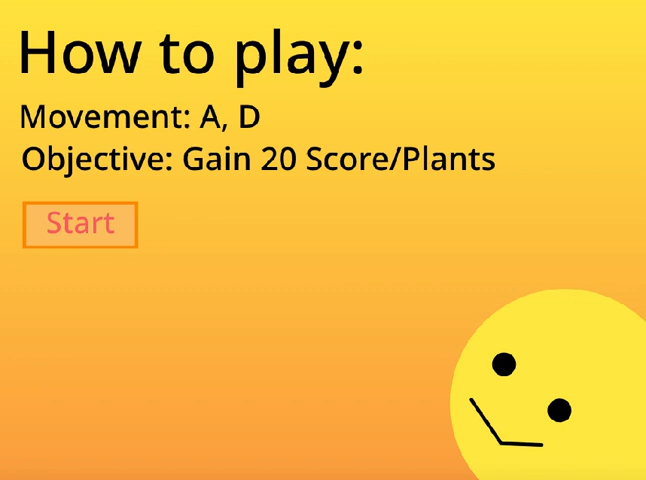 How to play:
Movement: A, D
Objective: Gain 20 Score/Plants
Start